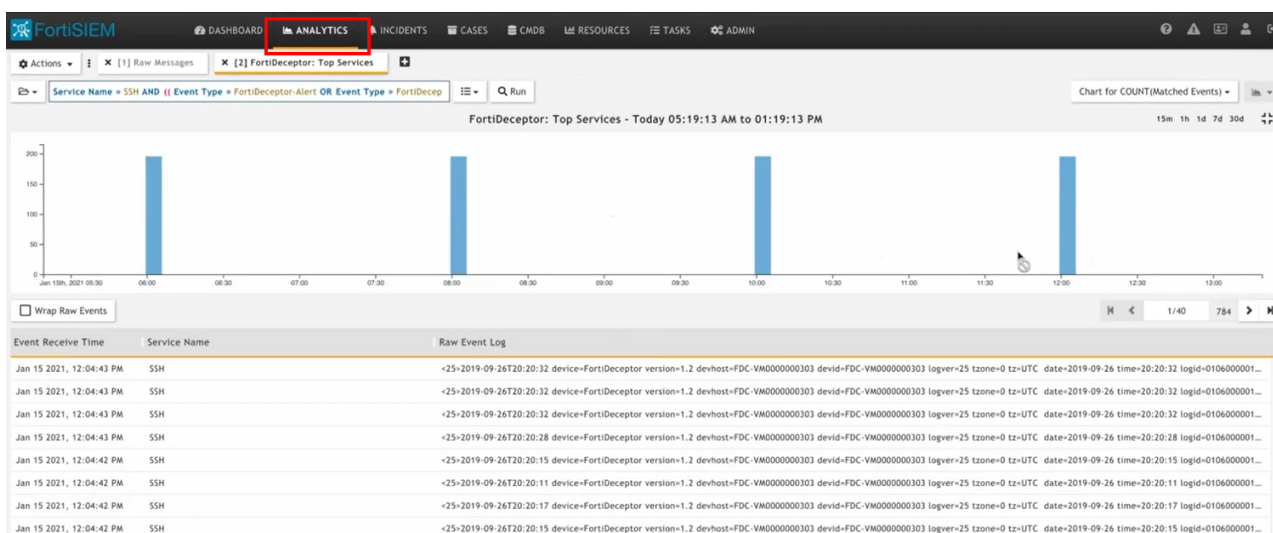 FortiSIEM DASHBOARD ANALYTICS INCIDENTS CASES CMDB RESOURCES TASKS ADMIN
Actions [1] Raw Messages [2] FortiDeceptor: Top Services
Service Name = SSH AND (( Event Type = FortiDeceptor-Alert OR Event Type = FortiDecep Run Chart for COUNT(Matched Events)
FortiDeceptor: Top Services - Today 05:19:13 AM to 01:19:13 PM 15m 1h 1d 7d 30d
200
150
100
50
0
Jan 15th, 2021 05:30 06:00 06:30 07:00 07:30 08:00 08:30 09:00 09:30 10:00 10:30 11:00 11:30 12:00 12:30 13:00
Wrap Raw Events 1/40 784
Event Receive Time Service Name Raw Event Log
Jan 15 2021, 12:04:43 PM SSH <25>2019-09-26T20:20:32 device=FortiDeceptor version=1.2 devhost=FDC-VM0000000303 devid=FDC-VM0000000303 logver=25 tzone=0 tz=UTC date=2019-09-26 time=20:20:32 logid=0106000001...
Jan 15 2021, 12:04:43 PM SSH <25>2019-09-26T20:20:32 device=FortiDeceptor version=1.2 devhost=FDC-VM0000000303 devid=FDC-VM0000000303 logver=25 tzone=0 tz=UTC date=2019-09-26 time=20:20:32 logid=0106000001...
Jan 15 2021, 12:04:43 PM SSH <25>2019-09-26T20:20:32 device=FortiDeceptor version=1.2 devhost=FDC-VM0000000303 devid=FDC-VM0000000303 logver=25 tzone=0 tz=UTC date=2019-09-26 time=20:20:32 logid=0106000001...
Jan 15 2021, 12:04:43 PM SSH <25>2019-09-26T20:20:28 device=FortiDeceptor version=1.2 devhost=FDC-VM0000000303 devid=FDC-VM0000000303 logver=25 tzone=0 tz=UTC date=2019-09-26 time=20:20:28 logid=0106000001...
Jan 15 2021, 12:04:42 PM SSH <25>2019-09-26T20:20:15 device=FortiDeceptor version=1.2 devhost=FDC-VM0000000303 devid=FDC-VM0000000303 logver=25 tzone=0 tz=UTC date=2019-09-26 time=20:20:15 logid=0106000001...
Jan 15 2021, 12:04:42 PM SSH <25>2019-09-26T20:20:11 device=FortiDeceptor version=1.2 devhost=FDC-VM0000000303 devid=FDC-VM0000000303 logver=25 tzone=0 tz=UTC date=2019-09-26 time=20:20:11 logid=0106000001...
Jan 15 2021, 12:04:42 PM SSH <25>2019-09-26T20:20:17 device=FortiDeceptor version=1.2 devhost=FDC-VM0000000303 devid=FDC-VM0000000303 logver=25 tzone=0 tz=UTC date=2019-09-26 time=20:20:17 logid=0106000001...
Jan 15 2021, 12:04:42 PM SSH <25>2019-09-26T20:20:15 device=FortiDeceptor version=1.2 devhost=FDC-VM0000000303 devid=FDC-VM0000000303 logver=25 tzone=0 tz=UTC date=2019-09-26 time=20:20:15 logid=0106000001...